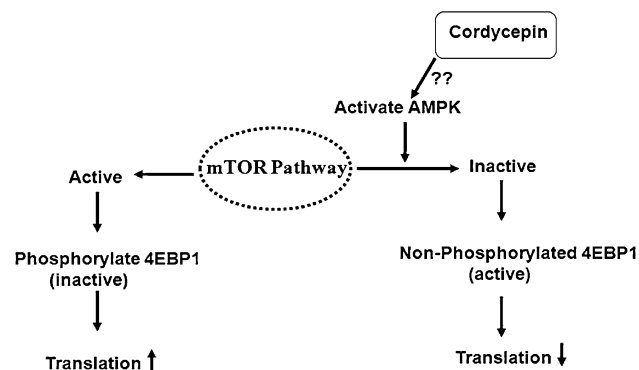 Cordycepin
??
Activate AMPK
mTOR Pathway
Active
Inactive
Phosphorylate 4EBP1
(inactive)
Non-Phosphorylated 4EBP1
(active)
Translation
Translation